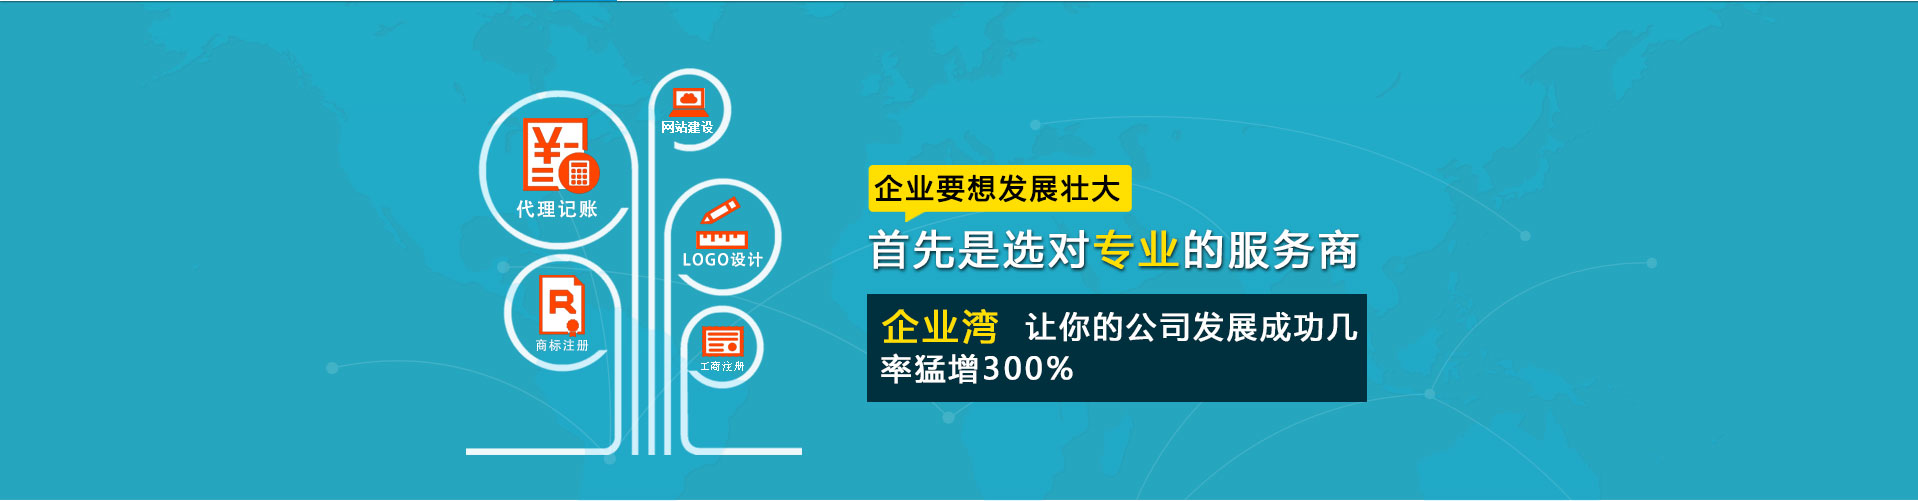 网站建设
代理记账
LOGO设计
商标注册
工商注册
企业要想发展壮大
首先是选对专业的服务商
企业湾 让你的公司发展成功几
率猛增300%